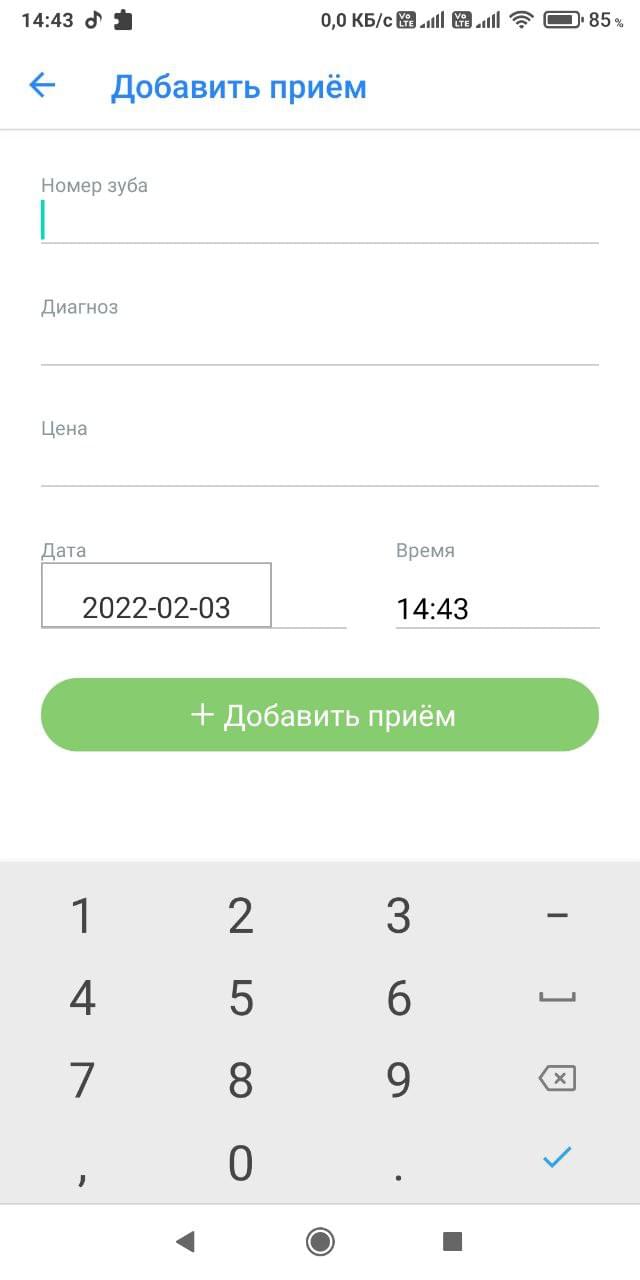 14:43 0,0 КБ/с Vo LTE Vo LTE 85 %
Добавить приём
Номер зуба
Диагноз
Цена
Дата Время
2022-02-03 14:43
+ Добавить приём
1 2 3 –
4 5 6
7 8 9
, 0 .